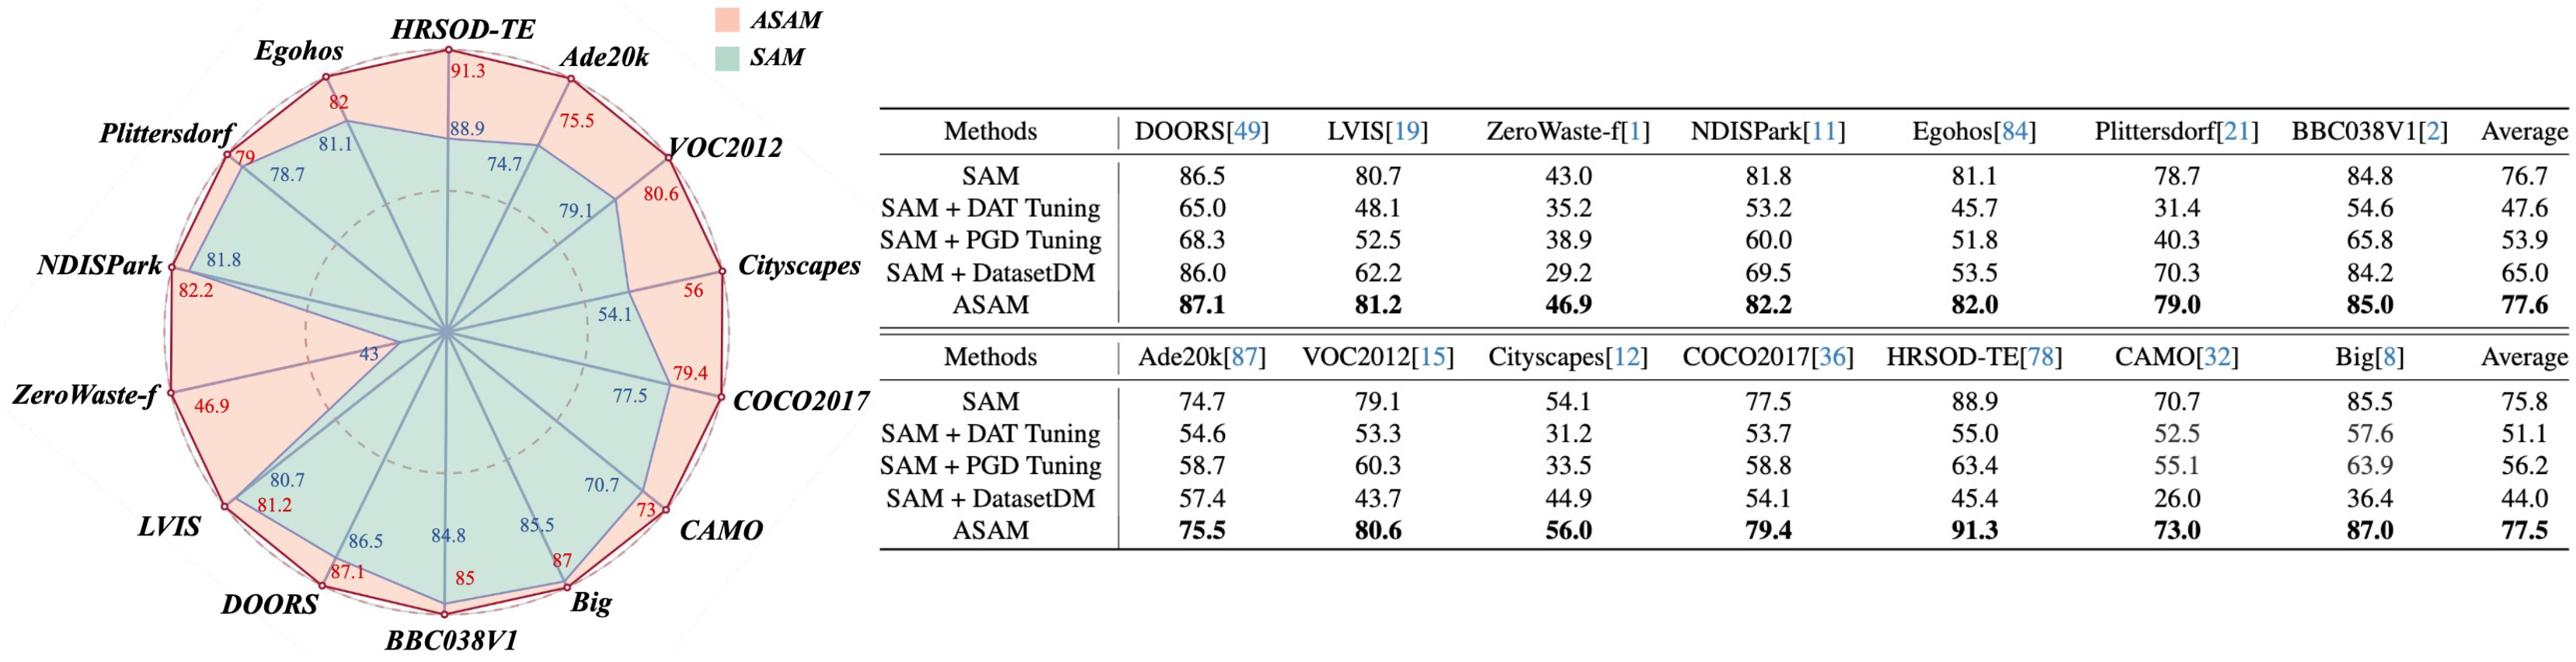 ASAM
SAM
HRSOD-TE
Ade20k
VOC2012
Cityscapes
COCO2017
CAMO
Big
BBC038V1
DOORS
LVIS
ZeroWaste-f
NDISPark
Plittersdorf
Egohos
91.3
88.9
75.5
74.7
80.6
79.1
56
54.1
79.4
77.5
73
70.7
87
85.5
85
84.8
87.1
86.5
81.2
80.7
46.9
43
82.2
81.8
79
78.7
82
81.1
Methods DOORS[49] LVIS[19] ZeroWaste-f[1] NDISPark[11] Egohos[84] Plittersdorf[21] BBC038V1[2] Average
SAM 86.5 80.7 43.0 81.8 81.1 78.7 84.8 76.7
SAM + DAT Tuning 65.0 48.1 35.2 53.2 45.7 31.4 54.6 47.6
SAM + PGD Tuning 68.3 52.5 38.9 60.0 51.8 40.3 65.8 53.9
SAM + DatasetDM 86.0 62.2 29.2 69.5 53.5 70.3 84.2 65.0
ASAM 87.1 81.2 46.9 82.2 82.0 79.0 85.0 77.6
Methods Ade20k[87] VOC2012[15] Cityscapes[12] COCO2017[36] HRSOD-TE[78] CAMO[32] Big[8] Average
SAM 74.7 79.1 54.1 77.5 88.9 70.7 85.5 75.8
SAM + DAT Tuning 54.6 53.3 31.2 53.7 55.0 52.5 57.6 51.1
SAM + PGD Tuning 58.7 60.3 33.5 58.8 63.4 55.1 63.9 56.2
SAM + DatasetDM 57.4 43.7 44.9 54.1 45.4 26.0 36.4 44.0
ASAM 75.5 80.6 56.0 79.4 91.3 73.0 87.0 77.5